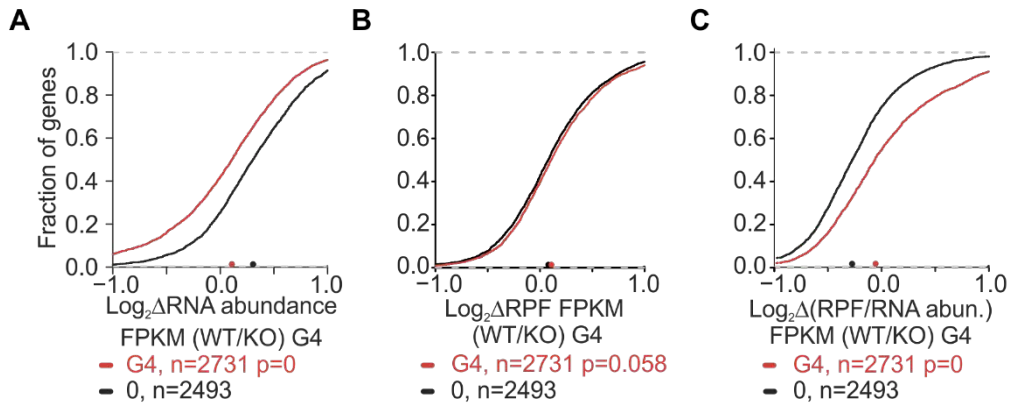 A
B
C
Fraction of genes
1.0
0.8
0.6
0.4
0.2
0.0
−1.0
0.0
1.0
Log₂ΔRNA abundance
FPKM (WT/KO) G4
G4, n=2731 p=0
0, n=2493
1.0
0.8
0.6
0.4
0.2
0.0
−1.0
0.0
1.0
Log₂ΔRPF FPKM
(WT/KO) G4
G4, n=2731 p=0.058
0, n=2493
1.0
0.8
0.6
0.4
0.2
0.0
−1.0
0.0
1.0
Log₂Δ(RPF/RNA abun.)
FPKM (WT/KO) G4
G4, n=2731 p=0
0, n=2493